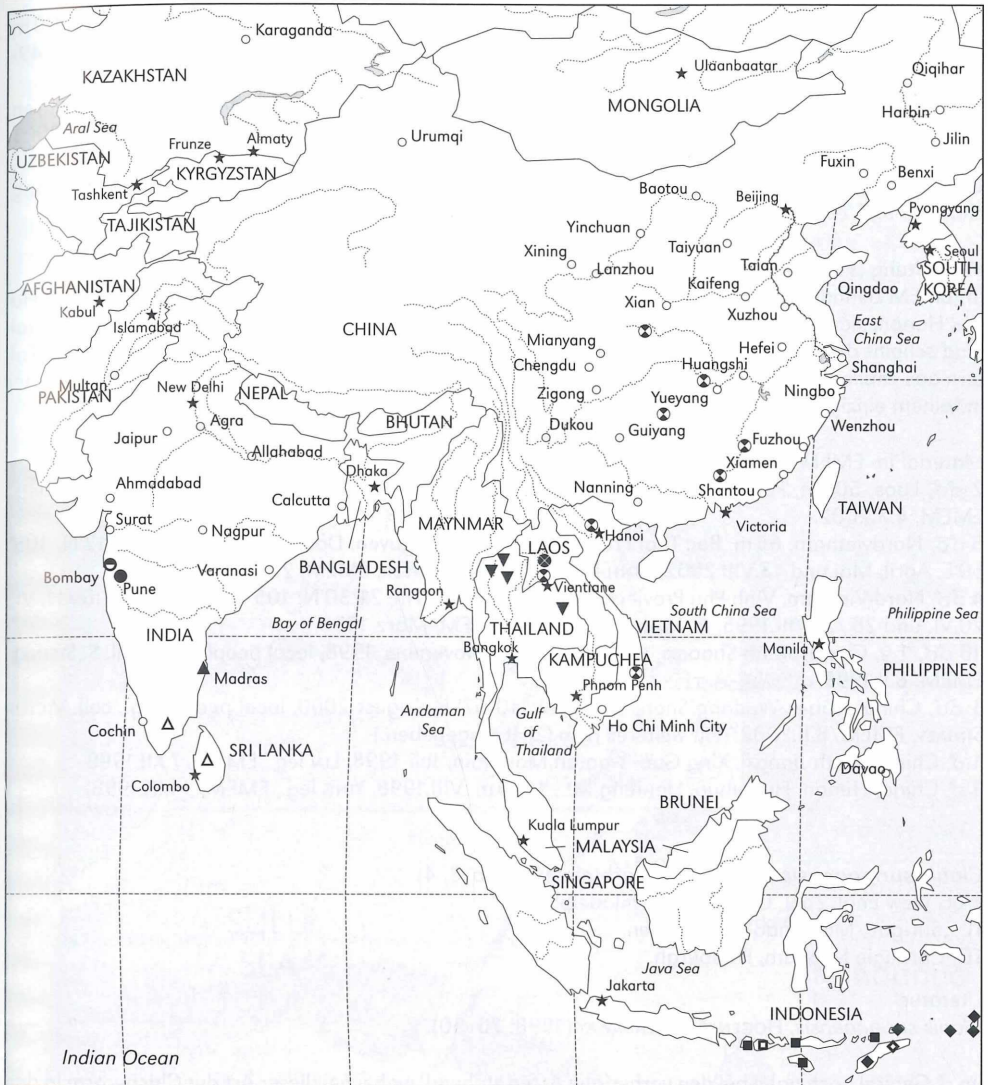 Karaganda
KAZAKHSTAN
Ulaanbaatar
Qiqihar
MONGOLIA
Harbin
Aral Sea
Urumqi
Jilin
Frunze
Almaty
UZBEKISTAN
KYRGYZSTAN
Fuxin
Benxi
Tashkent
Baotou
Beijing
Pyongyang
TAJIKISTAN
Yinchuan
Taiyuan
Seoul
Xining
Lanzhou
Taian
SOUTH
KOREA
AFGHANISTAN
Kabul
Kaifeng
Qingdao
Islamabad
Xian
Xuzhou
East
China Sea
CHINA
Mianyang
Hefei
Chengdu
Huangshi
Shanghai
Multan
PAKISTAN
New Delhi
NEPAL
Zigong
Yueyang
Ningbo
Agra
BHUTAN
Dukou
Guiyang
Wenzhou
Jaipur
Fuzhou
Allahabad
Xiamen
Dhaka
Ahmadabad
Calcutta
Nanning
Shantou
TAIWAN
Surat
Nagpur
MAYNMAR
Victoria
Hanoi
LAOS
Bombay
Varanasi
BANGLADESH
Pune
Rangoon
Vientiane
South China Sea
Philippine Sea
INDIA
Bay of Bengal
THAILAND
VIETNAM
Bangkok
Manila
KAMPUCHEA
PHILIPPINES
Madras
Phnom Penh
Andaman
Sea
Gulf
of
Thailand
Ho Chi Minh City
Cochin
SRI LANKA
Davao
Colombo
BRUNEI
Kuala Lumpur
MALAYSIA
SINGAPORE
Java Sea
Jakarta
INDONESIA
Indian Ocean